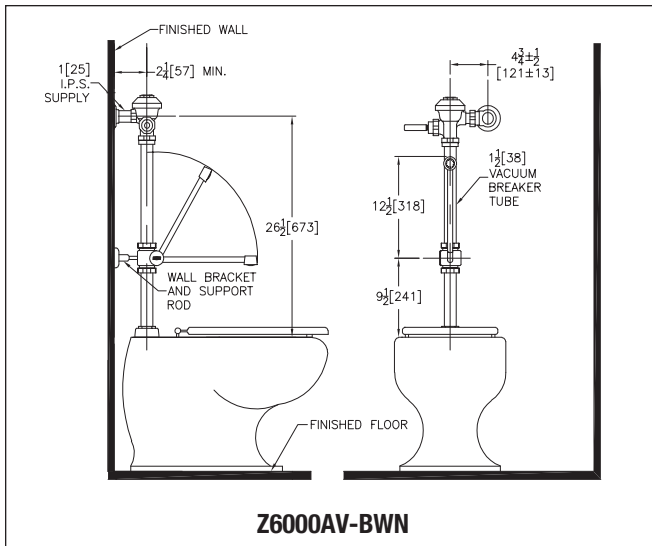 FINISHED WALL
1[25]
I.P.S.
SUPPLY
2¼[57] MIN.
4¾±½
[121±13]
1½[38]
VACUUM
BREAKER
TUBE
12½[318]
26½[673]
WALL BRACKET
AND SUPPORT
ROD
9½[241]
FINISHED FLOOR
Z6000AV-BWN